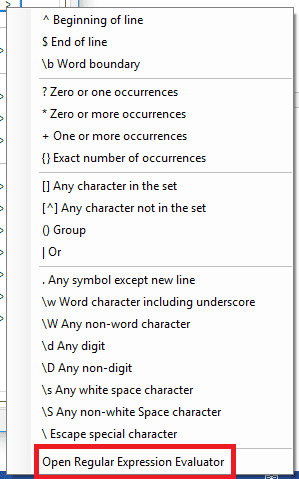 ^ Beginning of line
$ End of line
\b Word boundary
? Zero or one occurrences
* Zero or more occurrences
+ One or more occurrences
{} Exact number of occurrences
[] Any character in the set
[^] Any character not in the set
() Group
| Or
. Any symbol except new line
\w Word character including underscore
\W Any non-word character
\d Any digit
\D Any non-digit
\s Any white space character
\S Any non-white Space character
\ Escape special character
Open Regular Expression Evaluator